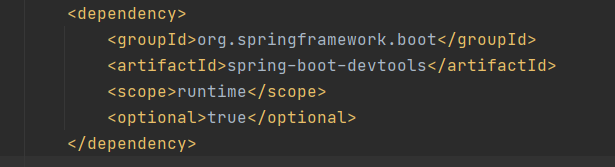 <dependency>
<groupId>org.springframework.boot</groupId>
<artifactId>spring-boot-devtools</artifactId>
<scope>runtime</scope>
<optional>true</optional>
</dependency>